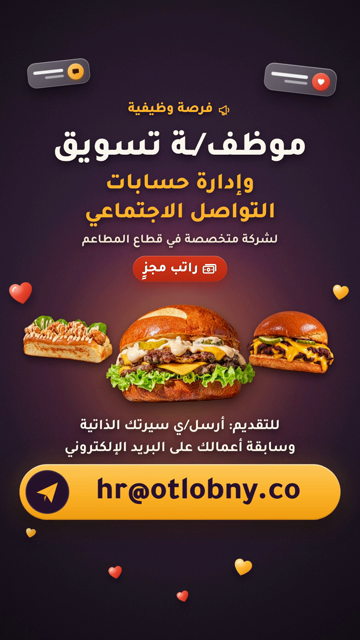 فرصة وظيفية
موظف/ة تسويق
وإدارة حسابات
التواصل الاجتماعي
لشركة متخصصة في قطاع المطاعم
راتب مجزٍ
للتقديم: أرسل/ي سيرتك الذاتية
وسابقة أعمالك على البريد الإلكتروني
hr@otlobny.co